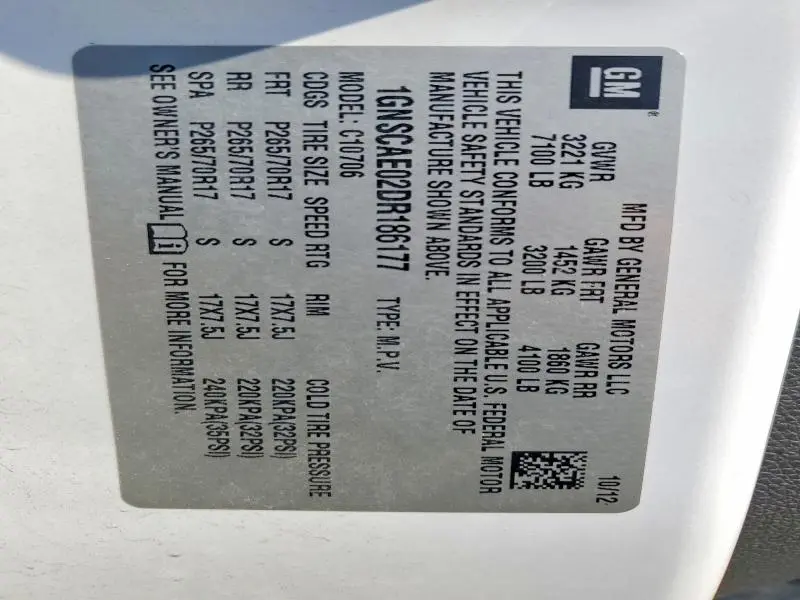 GM
®
MFD BY GENERAL MOTORS LLC 10/12
GVWR GAWR FRT GAWR RR
3221 KG 1452 KG 1860 KG
7100 LB 3200 LB 4100 LB
THIS VEHICLE CONFORMS TO ALL APPLICABLE U.S. FEDERAL MOTOR
VEHICLE SAFETY STANDARDS IN EFFECT ON THE DATE OF
MANUFACTURE SHOWN ABOVE.
1GNSCAE02DR186177 TYPE: M.P.V.
MODEL: C10706
CDGS TIRE SIZE SPEED RTG RIM COLD TIRE PRESSURE
FRT P265/70R17 S 17X7.5J 220KPA(32PSI)
RR P265/70R17 S 17X7.5J 220KPA(32PSI)
SPA P265/70R17 S 17X7.5J 240KPA(35PSI)
SEE OWNER'S MANUAL FOR MORE INFORMATION.